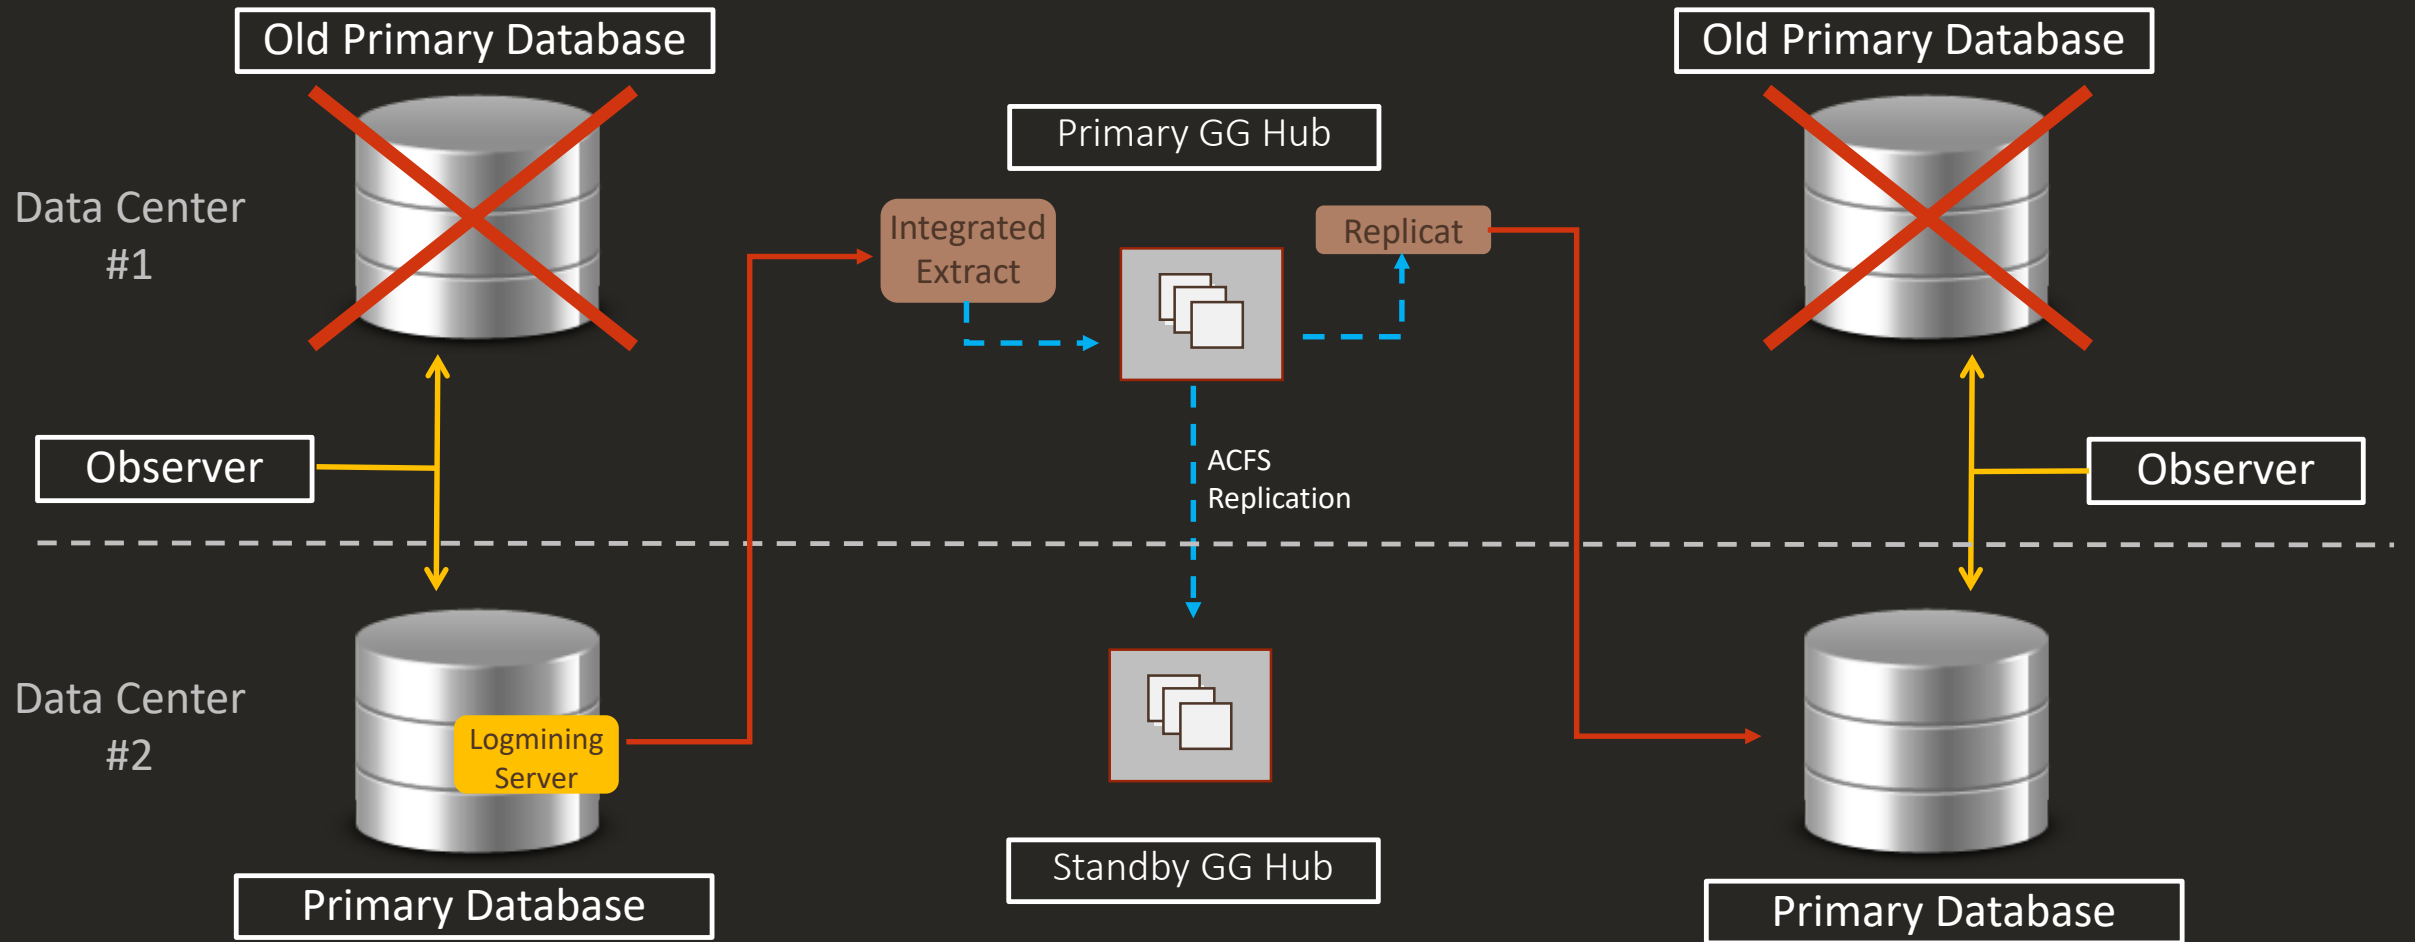 Old Primary Database
Old Primary Database
Primary GG Hub
Data Center
#1
Integrated
Extract
Replicat
Observer
ACFS
Replication
Observer
Data Center
#2
Logmining
Server
Standby GG Hub
Primary Database
Primary Database